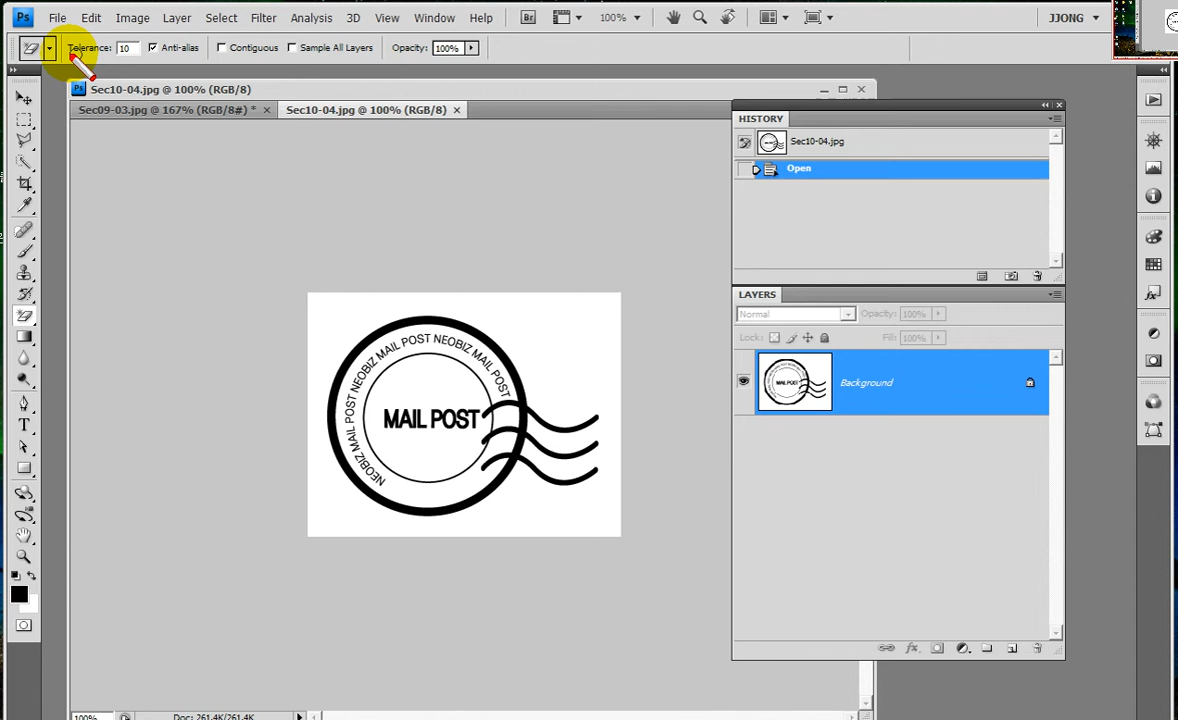 Ps File Edit Image Layer Select Filter Analysis 3D View Window Help Br 100% JJONG
Tolerance: 10 Anti-alias Contiguous Sample All Layers Opacity: 100%
Ps Sec10-04.jpg @ 100% (RGB/8)
Sec09-03.jpg @ 167% (RGB/8#) * Sec10-04.jpg @ 100% (RGB/8)
HISTORY
Sec10-04.jpg
Open
LAYERS
Normal Opacity: 100%
Lock: Fill: 100%
Background
NEOBIZ MAIL POST NEOBIZ MAIL POST NEOBIZ MAIL POST
MAIL POST
100% Doc: 261.4K/261.4K